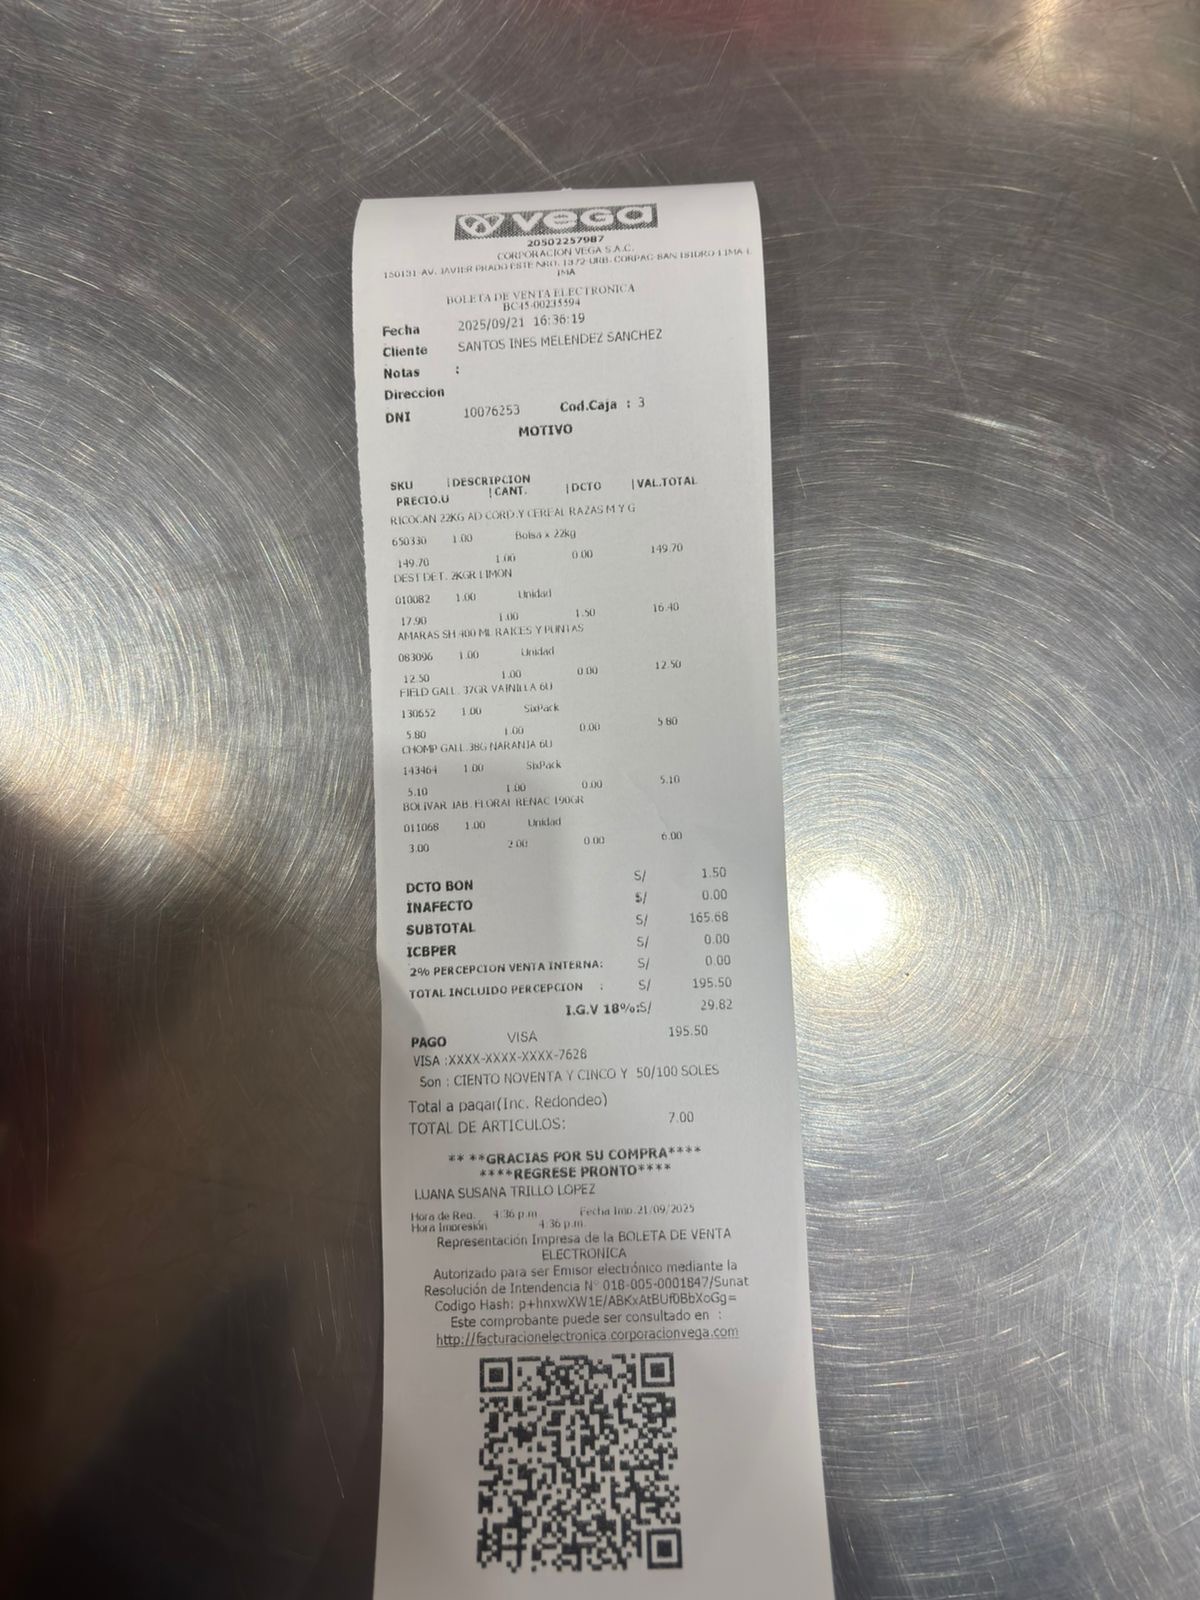 vega
20502257987
CORPORACION VEGA S.A.C.
150131-AV. JAVIER PRADO ESTE NRO. 1372 URB. CORPAC-SAN ISIDRO-LIMA-L
IMA
BOLETA DE VENTA ELECTRONICA
BC45-00235594
Fecha 2025/09/21 16:36:19
Cliente SANTOS INES MELENDEZ SANCHEZ
Notas :
Direccion
DNI 10076253 Cod.Caja : 3
MOTIVO
SKU |DESCRIPCION
PRECIO.U |CANT. |DCTO |VAL.TOTAL
RICOCAN 22KG AD CORD.Y CEREAL RAZAS M Y G
650330 1.00 Bolsa x 22kg
149.70 1.00 0.00 149.70
DEST DET. 2KGR LIMON
010082 1.00 Unidad
17.90 1.00 1.50 16.40
AMARAS SH 400 ML RAICES Y PUNTAS
083096 1.00 Unidad
12.50 1.00 0.00 12.50
FIELD GALL. 37GR VAINILLA 6U
130652 1.00 SixPack
5.80 1.00 0.00 5.80
CHOMP GALL.38G NARANJA 6U
143464 1.00 SixPack
5.10 1.00 0.00 5.10
BOLIVAR JAB. FLORAL RENAC 190GR
011068 1.00 Unidad
3.00 2.00 0.00 6.00
DCTO BON S/ 1.50
INAFECTO S/ 0.00
SUBTOTAL S/ 165.68
ICBPER S/ 0.00
2% PERCEPCION VENTA INTERNA: S/ 0.00
TOTAL INCLUIDO PERCEPCION : S/ 195.50
I.G.V 18%:S/ 29.82
PAGO VISA 195.50
VISA :XXXX-XXXX-XXXX-7628
Son : CIENTO NOVENTA Y CINCO Y 50/100 SOLES
Total a pagar(Inc. Redondeo)
TOTAL DE ARTICULOS: 7.00
** **GRACIAS POR SU COMPRA****
****REGRESE PRONTO****
LUANA SUSANA TRILLO LOPEZ
Hora de Reg. 4:36 p.m. Fecha Imp.21/09/2025
Hora Impresión 4:36 p.m.
Representación Impresa de la BOLETA DE VENTA
ELECTRONICA
Autorizado para ser Emisor electrónico mediante la
Resolución de Intendencia N° 018-005-0001847/Sunat
Codigo Hash: p+hnxwXW1E/ABKxAtBUf0BbXoGg=
Este comprobante puede ser consultado en :
http://facturacionelectronica.corporacionvega.com